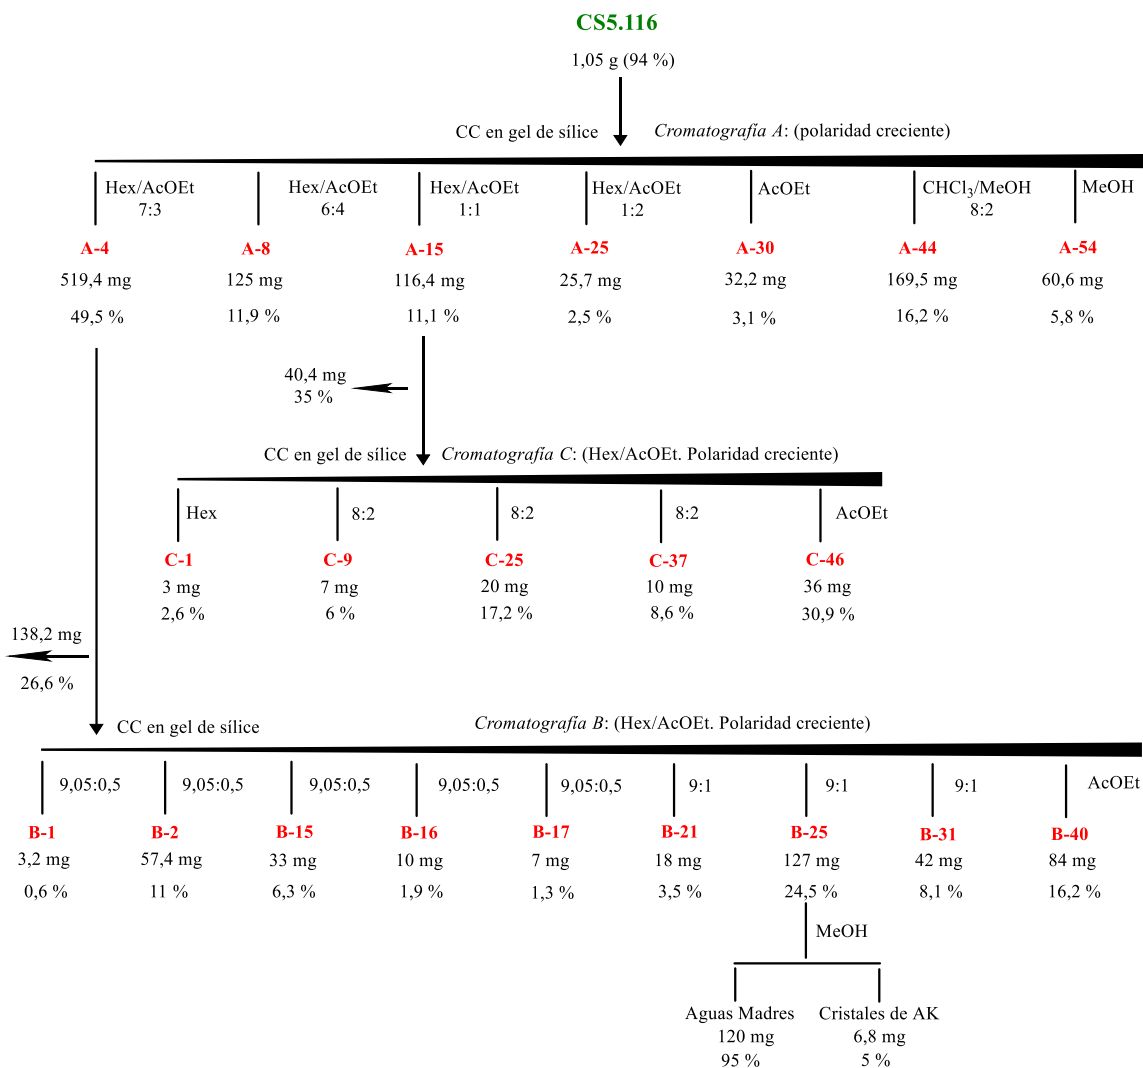 CS5.116
1,05 g (94 %)
CC en gel de sílice Cromatografía A: (polaridad creciente)
Hex/AcOEt Hex/AcOEt Hex/AcOEt Hex/AcOEt AcOEt CHCl3/MeOH MeOH
7:3 6:4 1:1 1:2 8:2
A-4 A-8 A-15 A-25 A-30 A-44 A-54
519,4 mg 125 mg 116,4 mg 25,7 mg 32,2 mg 169,5 mg 60,6 mg
49,5 % 11,9 % 11,1 % 2,5 % 3,1 % 16,2 % 5,8 %
40,4 mg
35 %
CC en gel de sílice Cromatografía C: (Hex/AcOEt. Polaridad creciente)
Hex 8:2 8:2 8:2 AcOEt
C-1 C-9 C-25 C-37 C-46
3 mg 7 mg 20 mg 10 mg 36 mg
2,6 % 6 % 17,2 % 8,6 % 30,9 %
138,2 mg
26,6 %
CC en gel de sílice Cromatografía B: (Hex/AcOEt. Polaridad creciente)
9,05:0,5 9,05:0,5 9,05:0,5 9,05:0,5 9,05:0,5 9:1 9:1 9:1 AcOEt
B-1 B-2 B-15 B-16 B-17 B-21 B-25 B-31 B-40
3,2 mg 57,4 mg 33 mg 10 mg 7 mg 18 mg 127 mg 42 mg 84 mg
0,6 % 11 % 6,3 % 1,9 % 1,3 % 3,5 % 24,5 % 8,1 % 16,2 %
MeOH
Aguas Madres Cristales de AK
120 mg 6,8 mg
95 % 5 %